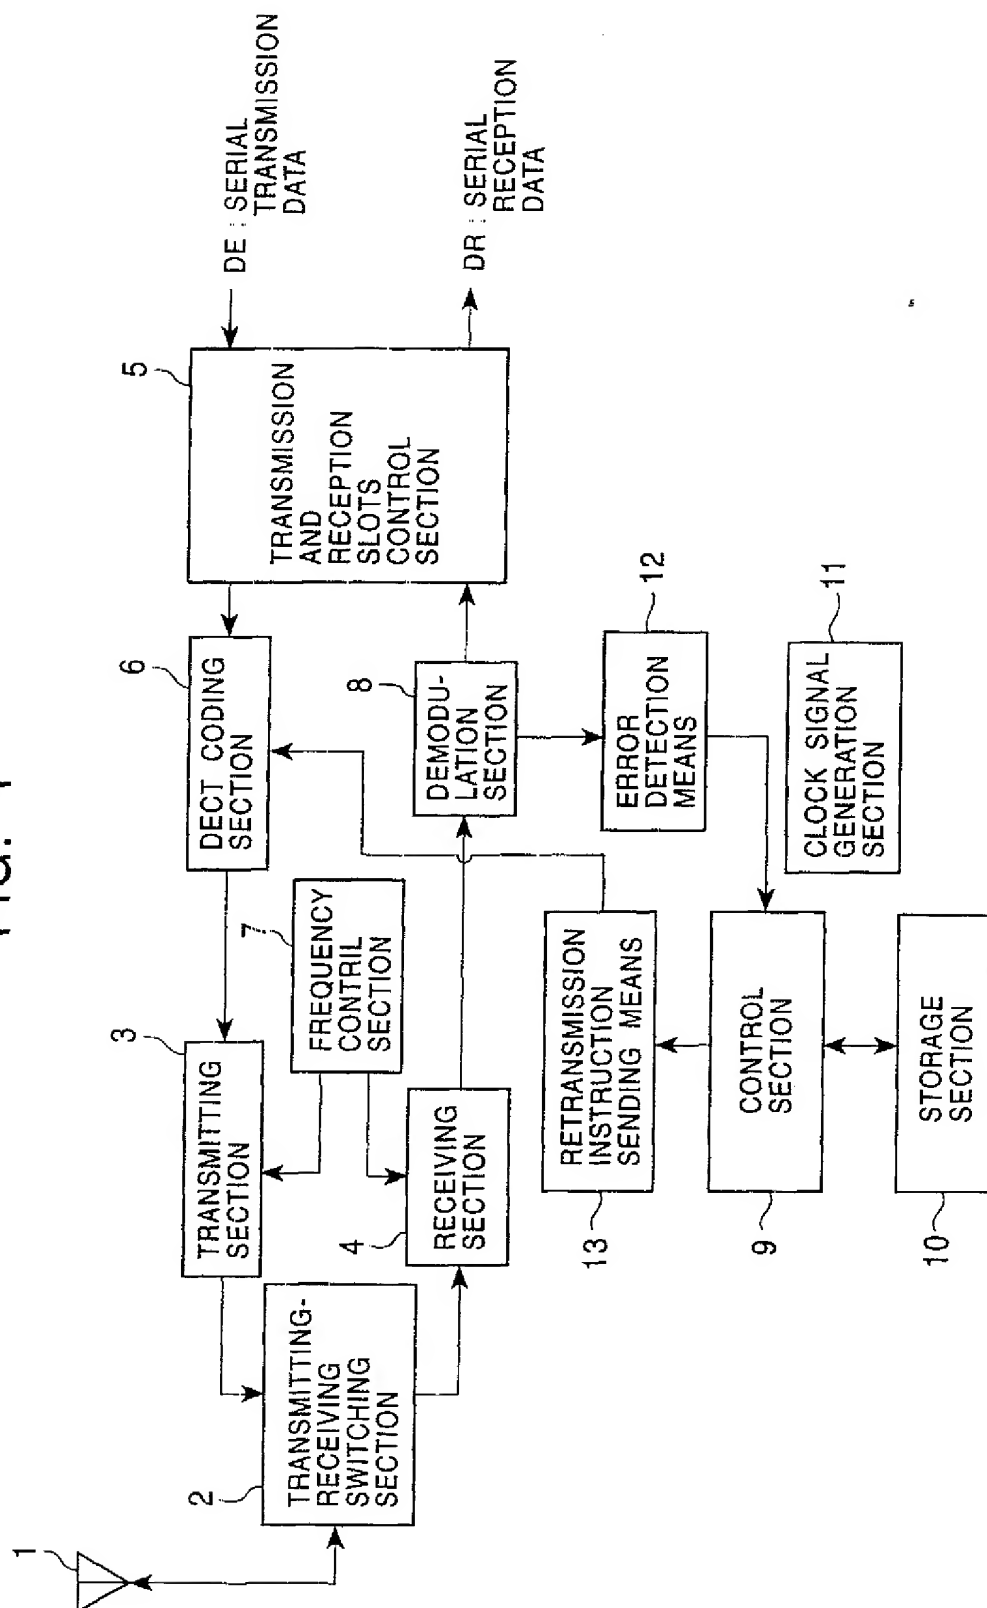 1
2
TRANSMITTING-
RECEIVING
SWITCHING
SECTION
3
TRANSMITTING
SECTION
4
RECEIVING
SECTION
7
FREQUENCY
CONTRIL
SECTION
6
DECT CODING
SECTION
8
DEMODU-
LATION
SECTION
5
TRANSMISSION
AND
RECEPTION
SLOTS
CONTROL
SECTION
DE : SERIAL
TRANSMISSION
DATA
DR : SERIAL
RECEPTION
DATA
13
RETRANSMISSION
INSTRUCTION
SENDING MEANS
12
ERROR
DETECTION
MEANS
9
CONTROL
SECTION
11
CLOCK SIGNAL
GENERATION
SECTION
10
STORAGE
SECTION